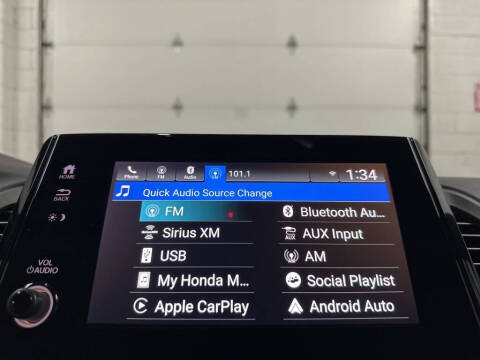 HOME
BACK
VOL
AUDIO
Phone FM Audio 101.1 1:34
Quick Audio Source Change
FM Bluetooth Au...
Sirius XM AUX Input
USB AM
My Honda M... Social Playlist
Apple CarPlay Android Auto
AUX